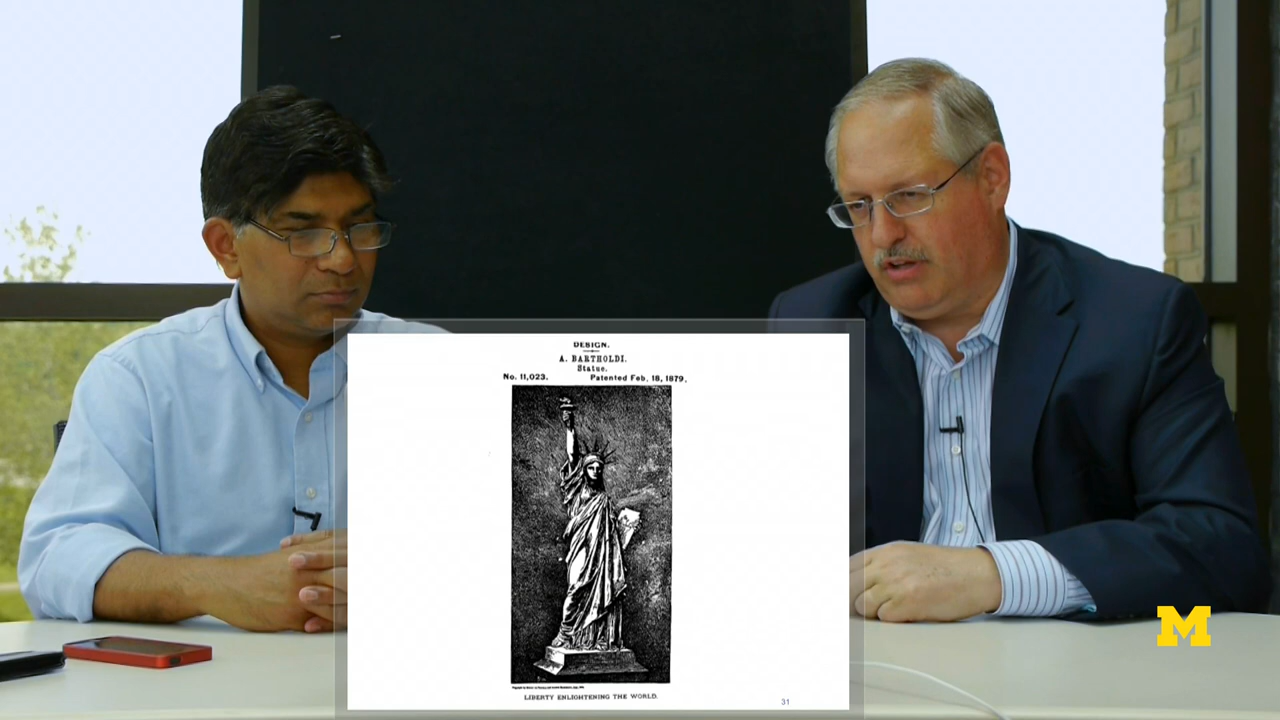 DESIGN.
A. BARTHOLDI.
Statue.
No. 11,023. Patented Feb. 18, 1879.
LIBERTY ENLIGHTENING THE WORLD.
31
M